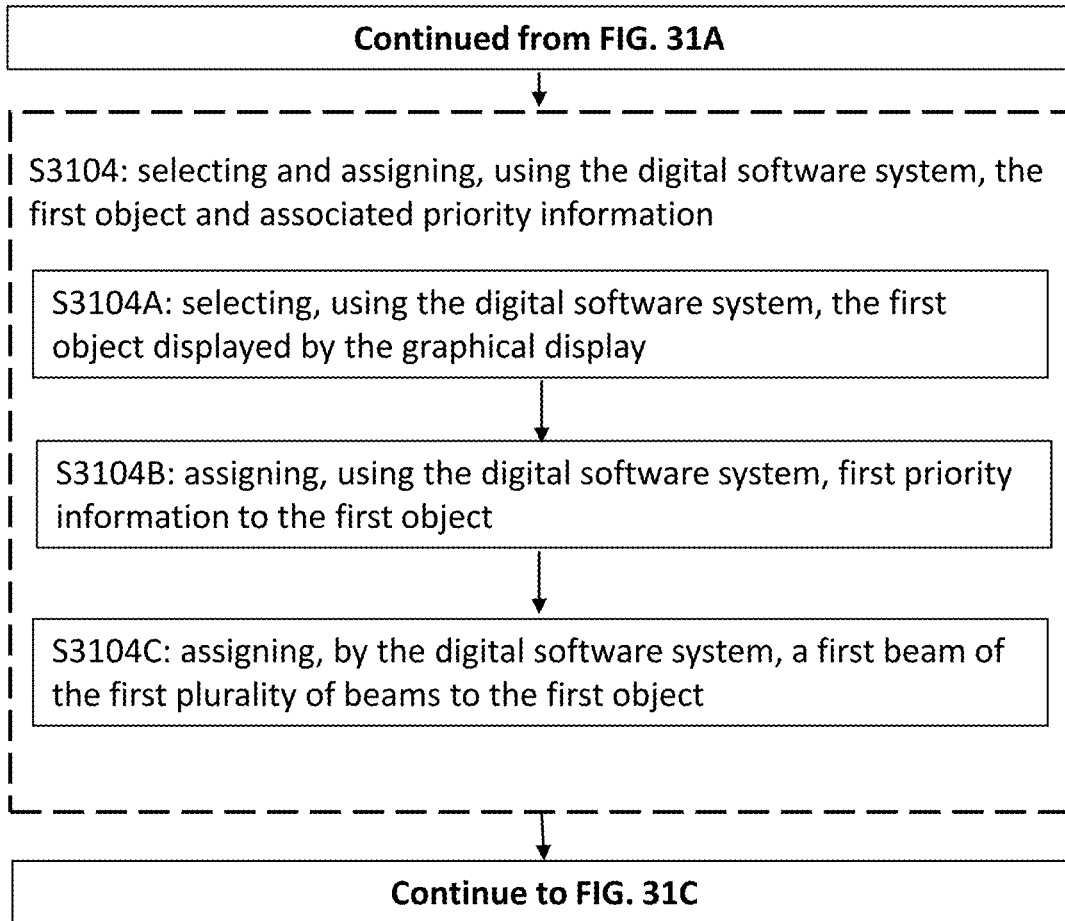 Continued from FIG. 31A
S3104: selecting and assigning, using the digital software system, the
first object and associated priority information
S3104A: selecting, using the digital software system, the first
object displayed by the graphical display
S3104B: assigning, using the digital software system, first priority
information to the first object
S3104C: assigning, by the digital software system, a first beam of
the first plurality of beams to the first object
Continue to FIG. 31C